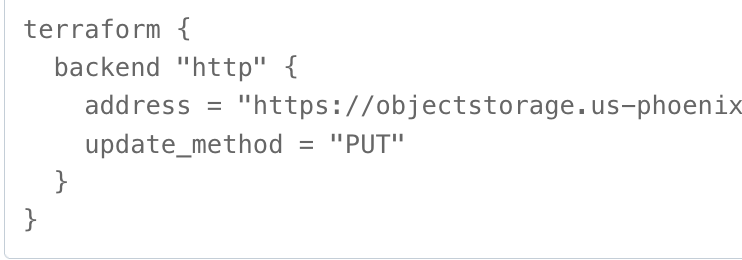 terraform {
  backend "http" {
    address = "https://objectstorage.us-phoenix
    update_method = "PUT"
  }
}